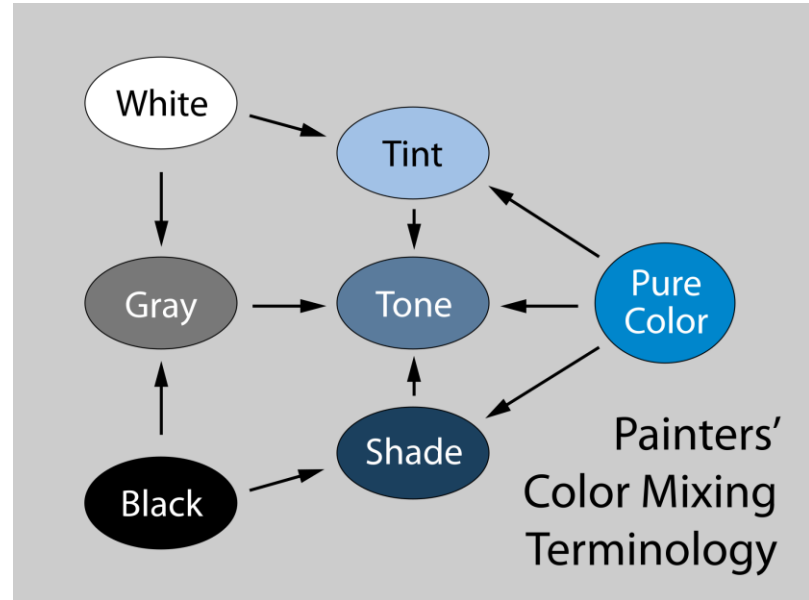 White
Tint
Gray
Tone
Pure
Color
Shade
Black
Painters’
Color Mixing
Terminology